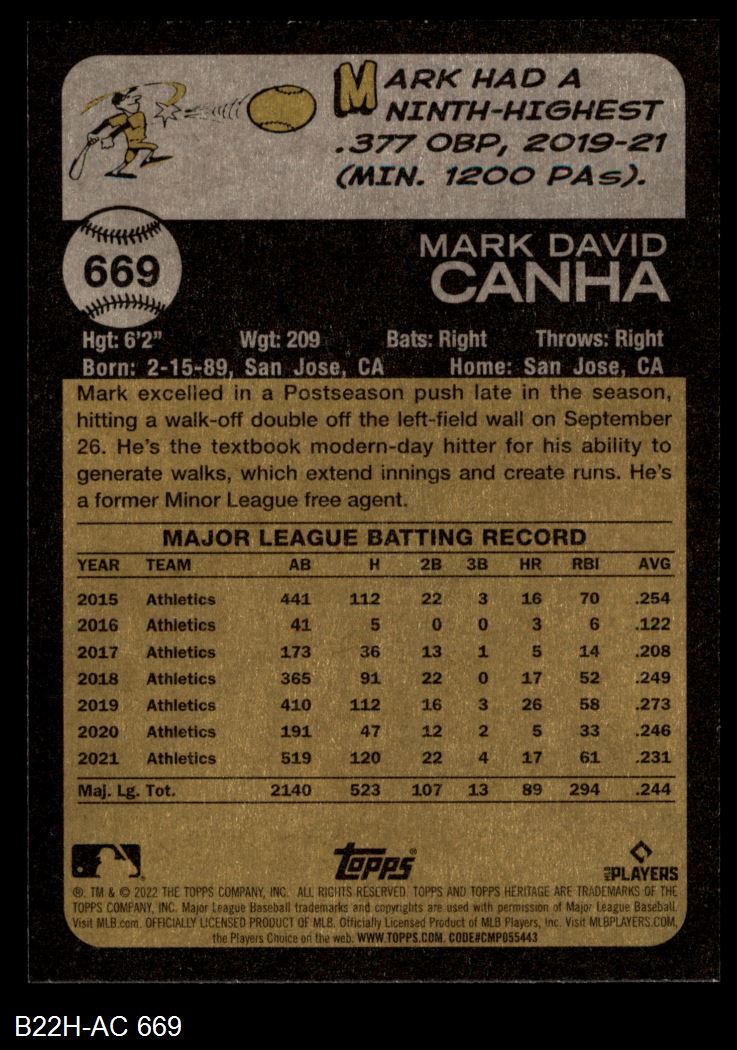 MARK HAD A
NINTH-HIGHEST
.377 OBP, 2019-21
(MIN. 1200 PAs).
669
MARK DAVID
CANHA
Hgt: 6'2" Wgt: 209 Bats: Right Throws: Right
Born: 2-15-89, San Jose, CA Home: San Jose, CA
Mark excelled in a Postseason push late in the season,
hitting a walk-off double off the left-field wall on September
26. He's the textbook modern-day hitter for his ability to
generate walks, which extend innings and create runs. He's
a former Minor League free agent.
MAJOR LEAGUE BATTING RECORD
YEAR TEAM AB H 2B 3B HR RBI AVG
2015 Athletics 441 112 22 3 16 70 .254
2016 Athletics 41 5 0 0 3 6 .122
2017 Athletics 173 36 13 1 5 14 .208
2018 Athletics 365 91 22 0 17 52 .249
2019 Athletics 410 112 16 3 26 58 .273
2020 Athletics 191 47 12 2 5 33 .246
2021 Athletics 519 120 22 4 17 61 .231
Maj. Lg. Tot. 2140 523 107 13 89 294 .244
TOPPS® MLB PLAYERS
®, TM & © 2022 THE TOPPS COMPANY, INC. ALL RIGHTS RESERVED. TOPPS AND TOPPS HERITAGE ARE TRADEMARKS OF THE
TOPPS COMPANY, INC. Major League Baseball trademarks and copyrights are used with permission of Major League Baseball.
Visit MLB.com. OFFICIALLY LICENSED PRODUCT OF MLB. Officially Licensed Product of MLB Players, Inc. Visit MLBPLAYERS.COM,
the Players Choice on the web. WWW.TOPPS.COM. CODE#CMP055443
B22H-AC 669